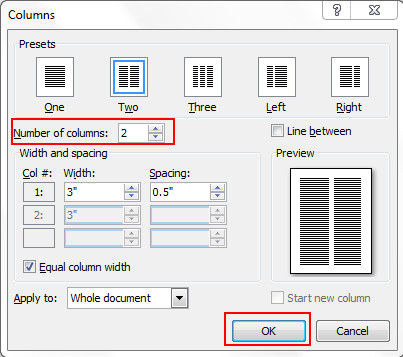 Columns
Presets
One Two Three Left Right
Number of columns: 2
Line between
Width and spacing
Preview
Col #: Width: Spacing:
1: 3" 0.5"
2: 3"
Equal column width
Apply to: Whole document
Start new column
OK Cancel